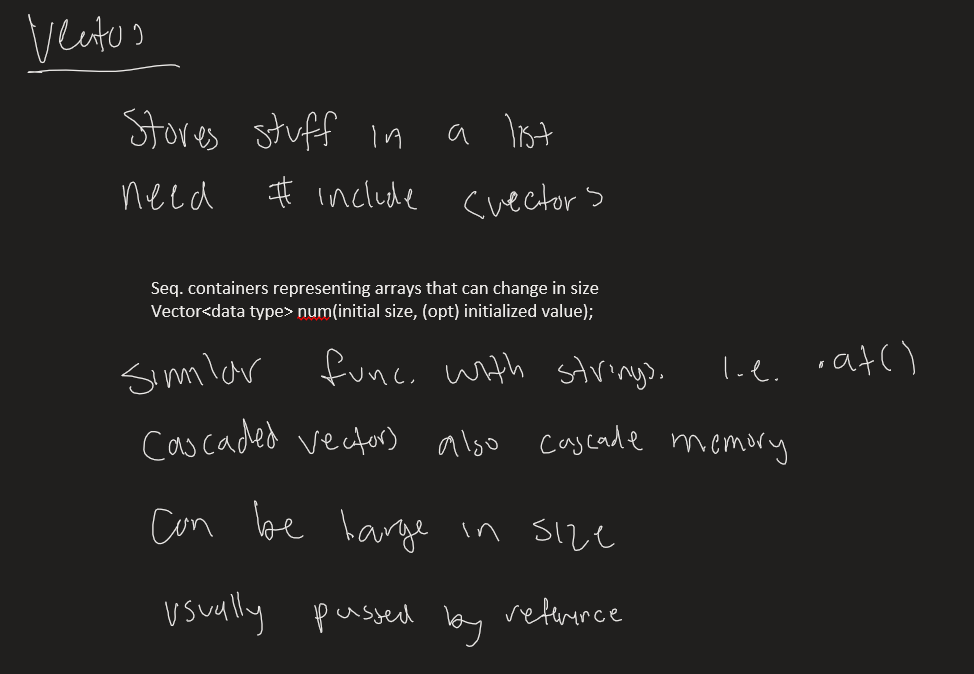 Vectors
Stores stuff in a list
need #include <vector>
Seq. containers representing arrays that can change in size
Vector<data type> num(initial size, (opt) initialized value);
Similar func. with strings. i.e. .at()
Cascaded vectors also cascade memory
Can be large in size
usually passed by reference